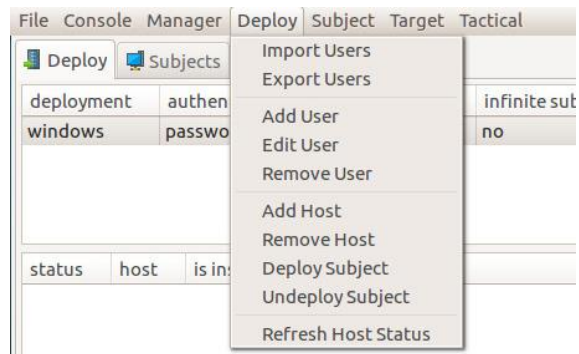 File Console Manager Deploy Subject Target Tactical
Deploy Subjects
Import Users
Export Users
Add User
Edit User
Remove User
Add Host
Remove Host
Deploy Subject
Undeploy Subject
Refresh Host Status
deployment authen infinite sub
windows passwo no
status host is ins